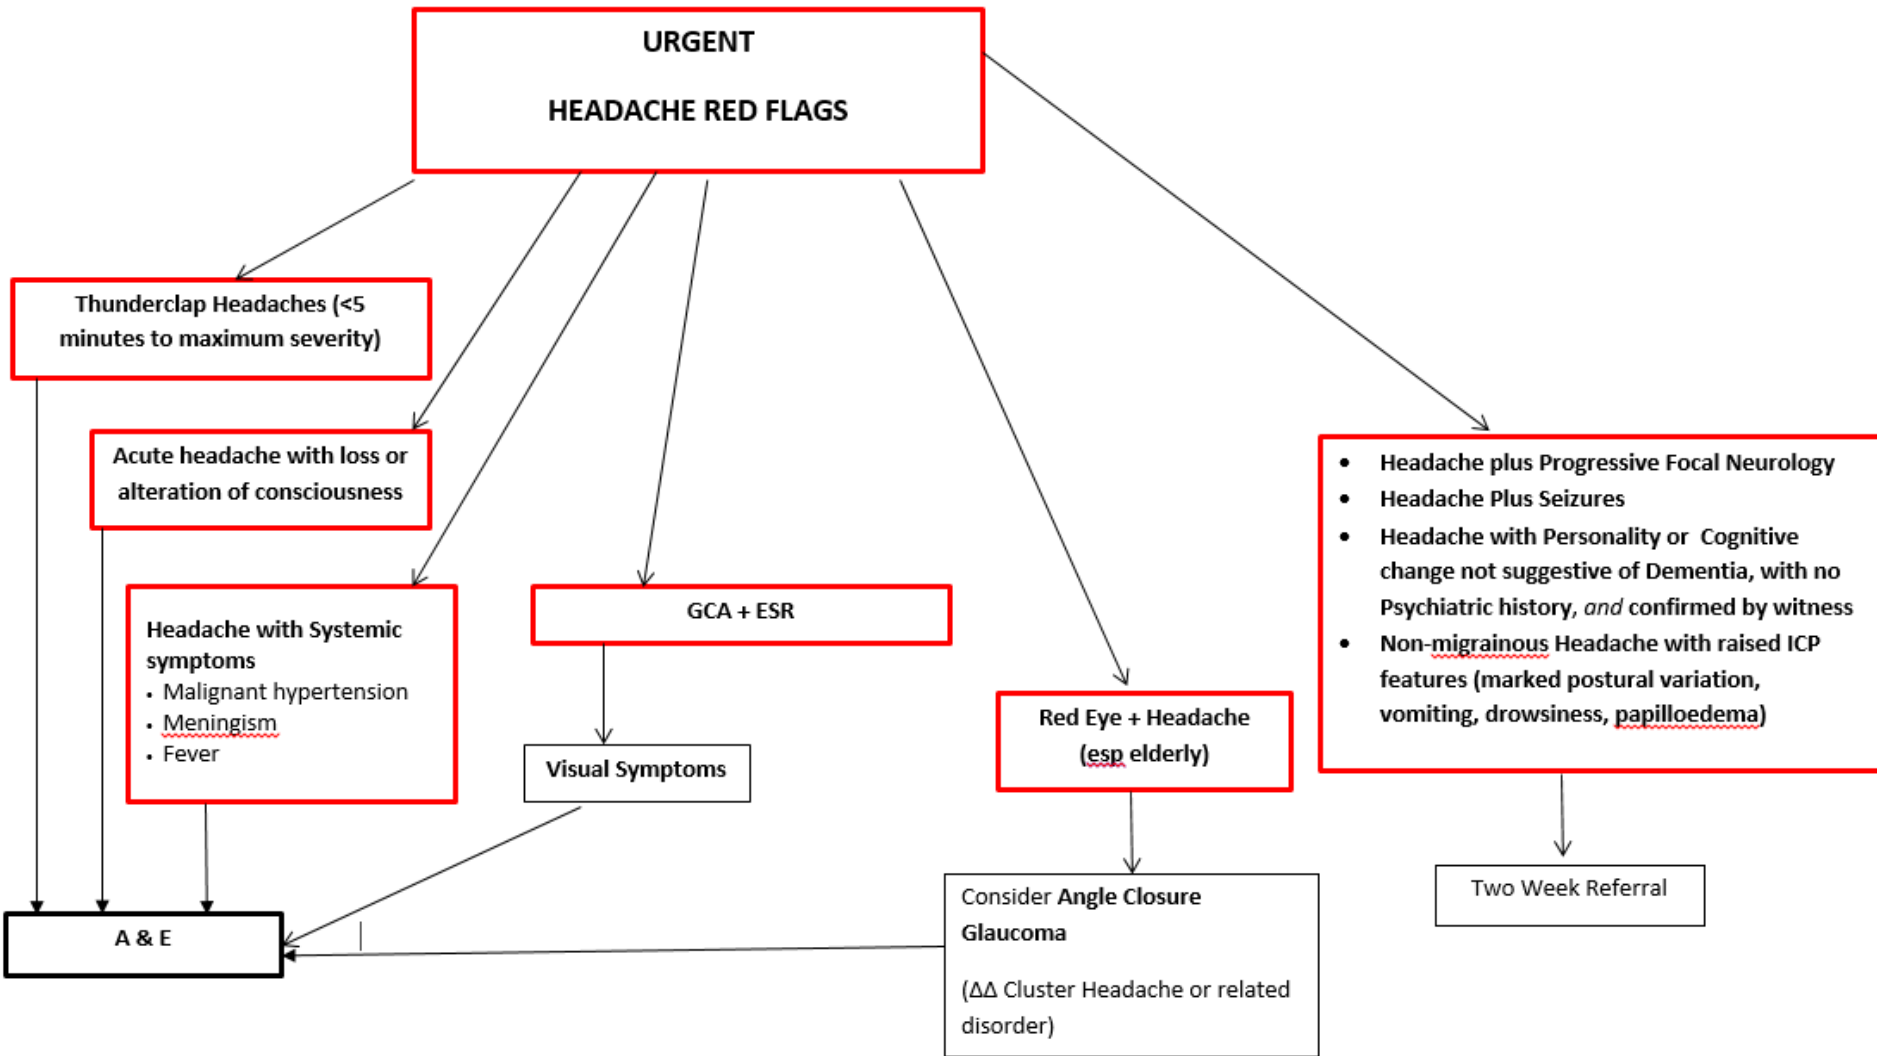 URGENT
HEADACHE RED FLAGS
Thunderclap Headaches (<5
minutes to maximum severity)
Acute headache with loss or
alteration of consciousness
Headache with Systemic
symptoms
• Malignant hypertension
• Meningism
• Fever
GCA + ESR
Visual Symptoms
Red Eye + Headache
(esp elderly)
Consider Angle Closure
Glaucoma
(ΔΔ Cluster Headache or related
disorder)
• Headache plus Progressive Focal Neurology
• Headache Plus Seizures
• Headache with Personality or Cognitive
change not suggestive of Dementia, with no
Psychiatric history, and confirmed by witness
• Non-migrainous Headache with raised ICP
features (marked postural variation,
vomiting, drowsiness, papilloedema)
Two Week Referral
A & E